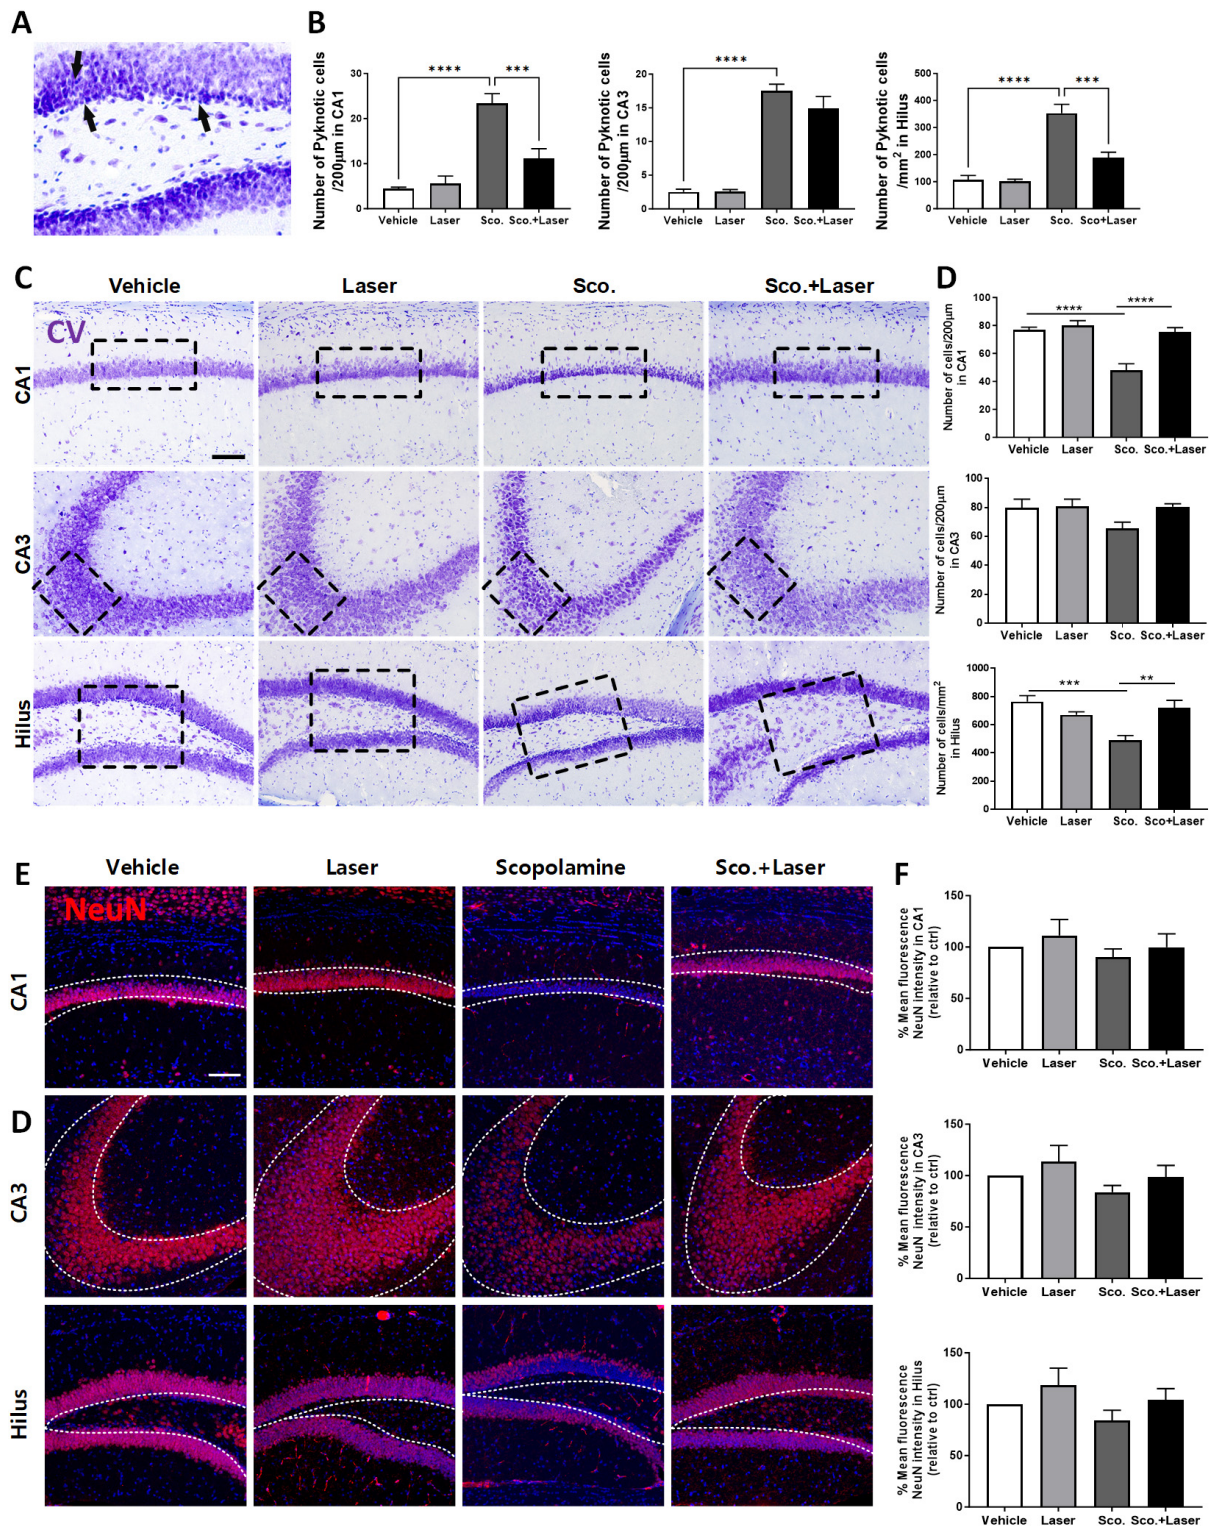 A
B
Number of Pyknotic cells
/200μm in CA1
30
20
10
0
****
***
Vehicle Laser Sco. Sco.+Laser
Number of Pyknotic cells
/200μm in CA3
20
15
10
5
0
****
Vehicle Laser Sco. Sco.+Laser
Number of Pyknotic cells
/mm2 in Hilus
500
400
300
200
100
0
****
***
Vehicle Laser Sco. Sco+Laser
C
Vehicle Laser Sco. Sco.+Laser
CV
CA1
CA3
Hilus
D
Number of cells/200μm
in CA1
100
80
60
40
20
0
****
****
Vehicle Laser Sco. Sco.+Laser
Number of cells/200μm
in CA3
100
80
60
40
20
0
Vehicle Laser Sco. Sco.+Laser
Number of cells/mm2
in Hilus
1000
800
600
400
200
0
***
**
Vehicle Laser Sco. Sco+Laser
E
Vehicle Laser Scopolamine Sco.+Laser
NeuN
CA1
D
CA3
Hilus
F
% Mean fluorescence
NeuN intensity in CA1
(relative to ctrl)
150
100
50
0
Vehicle Laser Sco. Sco.+Laser
% Mean fluorescence
NeuN intensity in CA3
(relative to ctrl)
150
100
50
0
Vehicle Laser Sco. Sco.+Laser
% Mean fluorescence
NeuN intensity in Hilus
(relative to ctrl)
150
100
50
0
Vehicle Laser Sco. Sco.+Laser